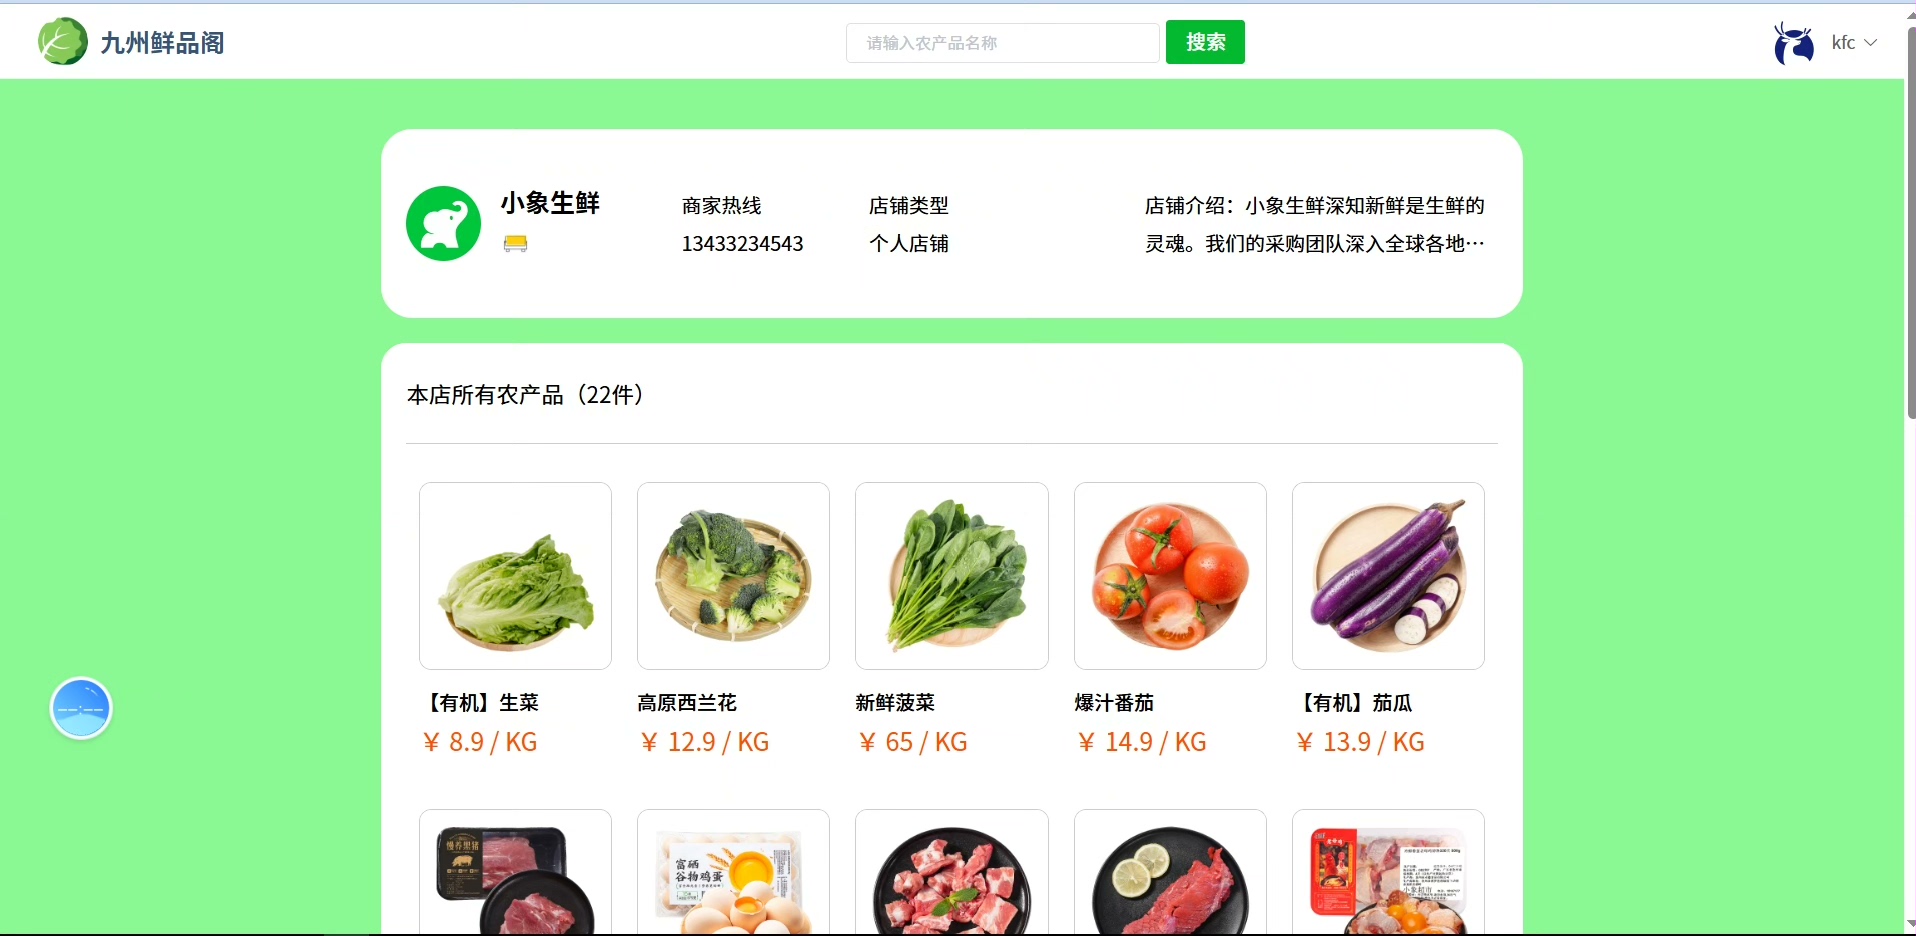 九州鲜品阁
请输入农产品名称
搜索
kfc
小象生鲜
商家热线
13433234543
店铺类型
个人店铺
店铺介绍：小象生鲜深知新鲜是生鲜的
灵魂。我们的采购团队深入全球各地…
本店所有农产品（22件）
【有机】生菜
￥ 8.9 / KG
高原西兰花
￥ 12.9 / KG
新鲜菠菜
￥ 65 / KG
爆汁番茄
￥ 14.9 / KG
【有机】茄瓜
￥ 13.9 / KG
慢养黑猪
富硒
谷物鸡蛋
小象超市